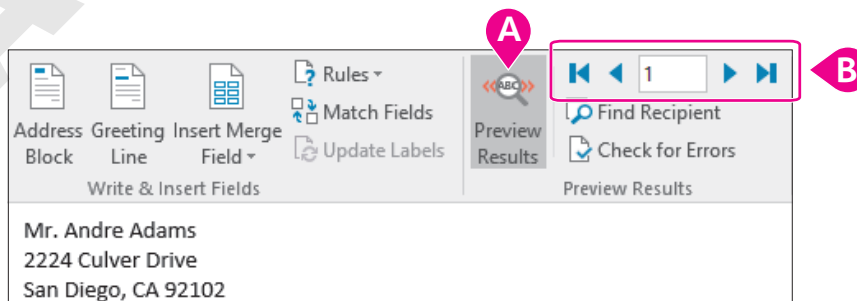 A
B
1
Rules
Match Fields
Update Labels
Address Block
Greeting Line
Insert Merge Field
Write & Insert Fields
«ABC»
Preview Results
Find Recipient
Check for Errors
Preview Results
Mr. Andre Adams
2224 Culver Drive
San Diego, CA 92102